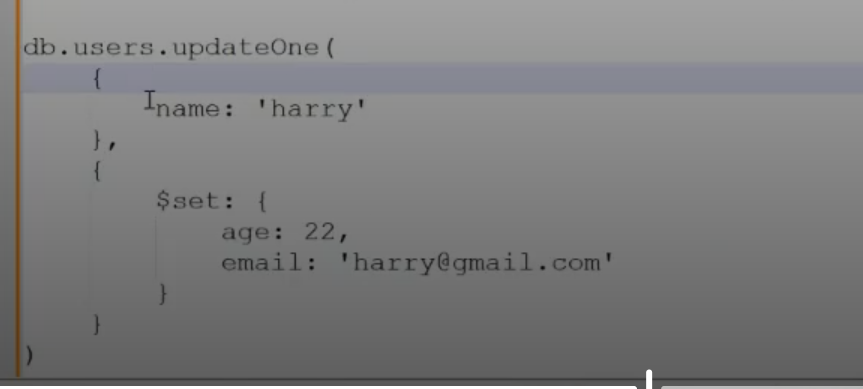 db.users.updateOne(
{
name: 'harry'
},
{
$set: {
age: 22,
email: 'harry@gmail.com'
}
}
)